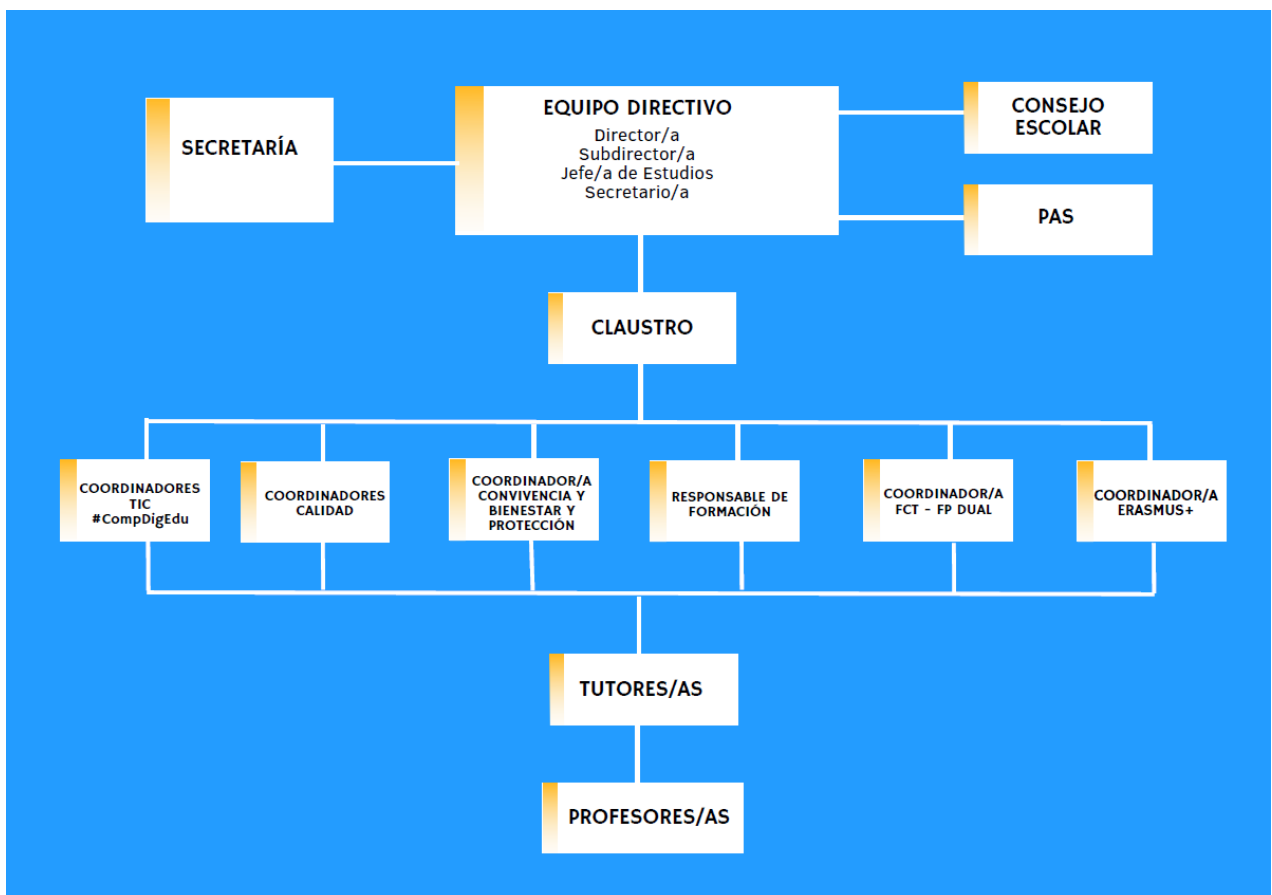 SECRETARÍA
EQUIPO DIRECTIVO
Director/a
Subdirector/a
Jefe/a de Estudios
Secretario/a
CONSEJO
ESCOLAR
PAS
CLAUSTRO
COORDINADORES
TIC
#CompDigEdu
COORDINADORES
CALIDAD
COORDINADOR/A
CONVIVENCIA Y
BIENESTAR Y
PROTECCIÓN
RESPONSABLE DE
FORMACIÓN
COORDINADOR/A
FCT - FP DUAL
COORDINADOR/A
ERASMUS+
TUTORES/AS
PROFESORES/AS